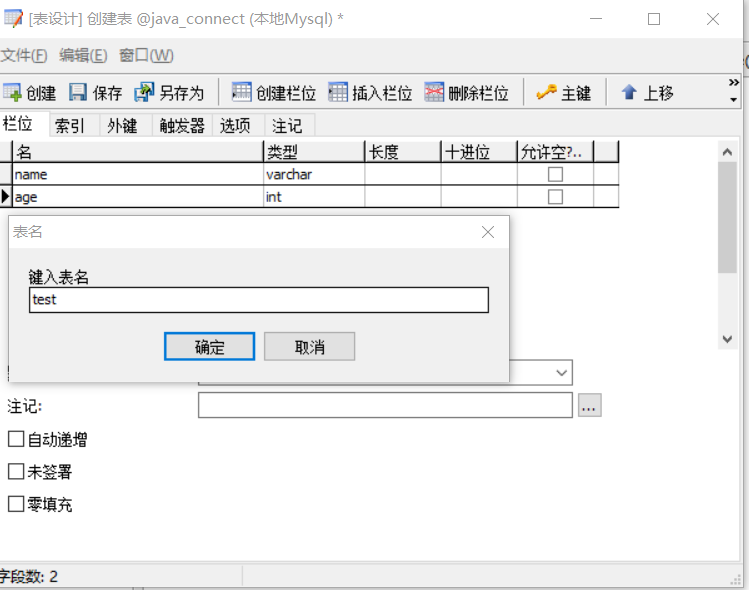 [表设计] 创建表 @java_connect (本地Mysql) *
文件(F) 编辑(E) 窗口(W)
创建 保存 另存为 创建栏位 插入栏位 删除栏位 主键 上移
栏位 索引 外键 触发器 选项 注记
名 类型 长度 十进位 允许空?..
name varchar
age int
表名
键入表名
test
确定 取消
注记:
...
自动递增
未签署
零填充
字段数: 2